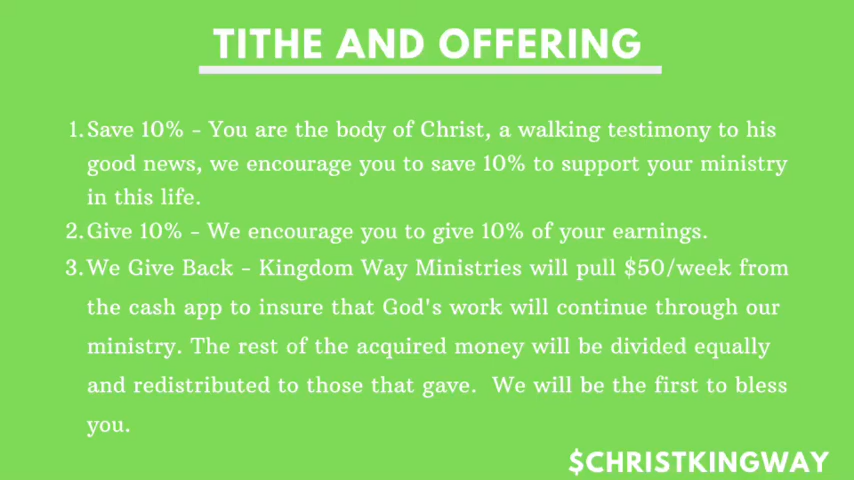 TITHE AND OFFERING
1. Save 10% - You are the body of Christ, a walking testimony to his
good news, we encourage you to save 10% to support your ministry
in this life.
2. Give 10% - We encourage you to give 10% of your earnings.
3. We Give Back - Kingdom Way Ministries will pull $50/week from
the cash app to insure that God's work will continue through our
ministry. The rest of the acquired money will be divided equally
and redistributed to those that gave.  We will be the first to bless
you.
$CHRISTKINGWAY